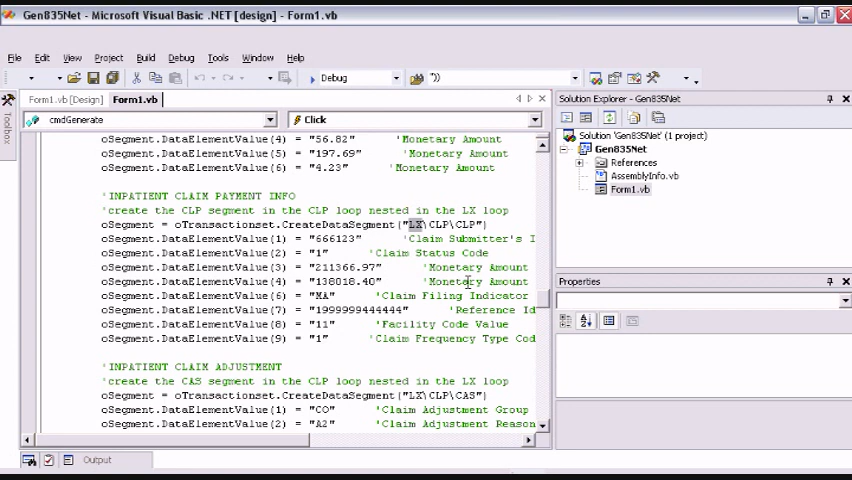 Gen835Net - Microsoft Visual Basic .NET [design] - Form1.vb
File Edit View Project Build Debug Tools Window Help
Debug "))
Form1.vb [Design] Form1.vb
Solution Explorer - Gen835Net
Toolbox
cmdGenerate Click
Solution 'Gen835Net' (1 project)
Gen835Net
References
AssemblyInfo.vb
Form1.vb
oSegment.DataElementValue(4) = "56.82" 'Monetary Amount
oSegment.DataElementValue(5) = "197.69" 'Monetary Amount
oSegment.DataElementValue(6) = "4.23" 'Monetary Amount
'INPATIENT CLAIM PAYMENT INFO
'create the CLP segment in the CLP loop nested in the LX loop
oSegment = oTransactionset.CreateDataSegment("LX\CLP\CLP")
oSegment.DataElementValue(1) = "666123" 'Claim Submitter's I
oSegment.DataElementValue(2) = "1" 'Claim Status Code
oSegment.DataElementValue(3) = "211366.97" 'Monetary Amount
oSegment.DataElementValue(4) = "138018.40" 'Monetary Amount
oSegment.DataElementValue(6) = "MA" 'Claim Filing Indicator
oSegment.DataElementValue(7) = "1999999444444" 'Reference Id
oSegment.DataElementValue(8) = "11" 'Facility Code Value
oSegment.DataElementValue(9) = "1" 'Claim Frequency Type Cod
'INPATIENT CLAIM ADJUSTMENT
'create the CAS segment in the CLP loop nested in the LX loop
oSegment = oTransactionset.CreateDataSegment("LX\CLP\CAS")
oSegment.DataElementValue(1) = "CO" 'Claim Adjustment Group
oSegment.DataElementValue(2) = "A2" 'Claim Adjustment Reason
Properties
Output